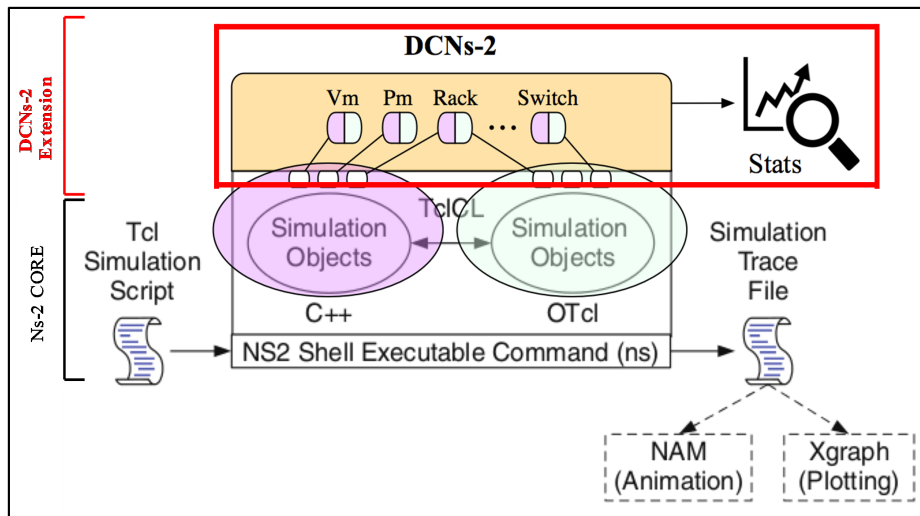 DCNs-2
DCNs-2
Extension
Vm Pm Rack Switch
...
Stats
TclCL
Ns-2 CORE
Tcl
Simulation
Script
Simulation
Objects
Simulation
Objects
C++
OTcl
Simulation
Trace
File
NS2 Shell Executable Command (ns)
NAM
(Animation)
Xgraph
(Plotting)